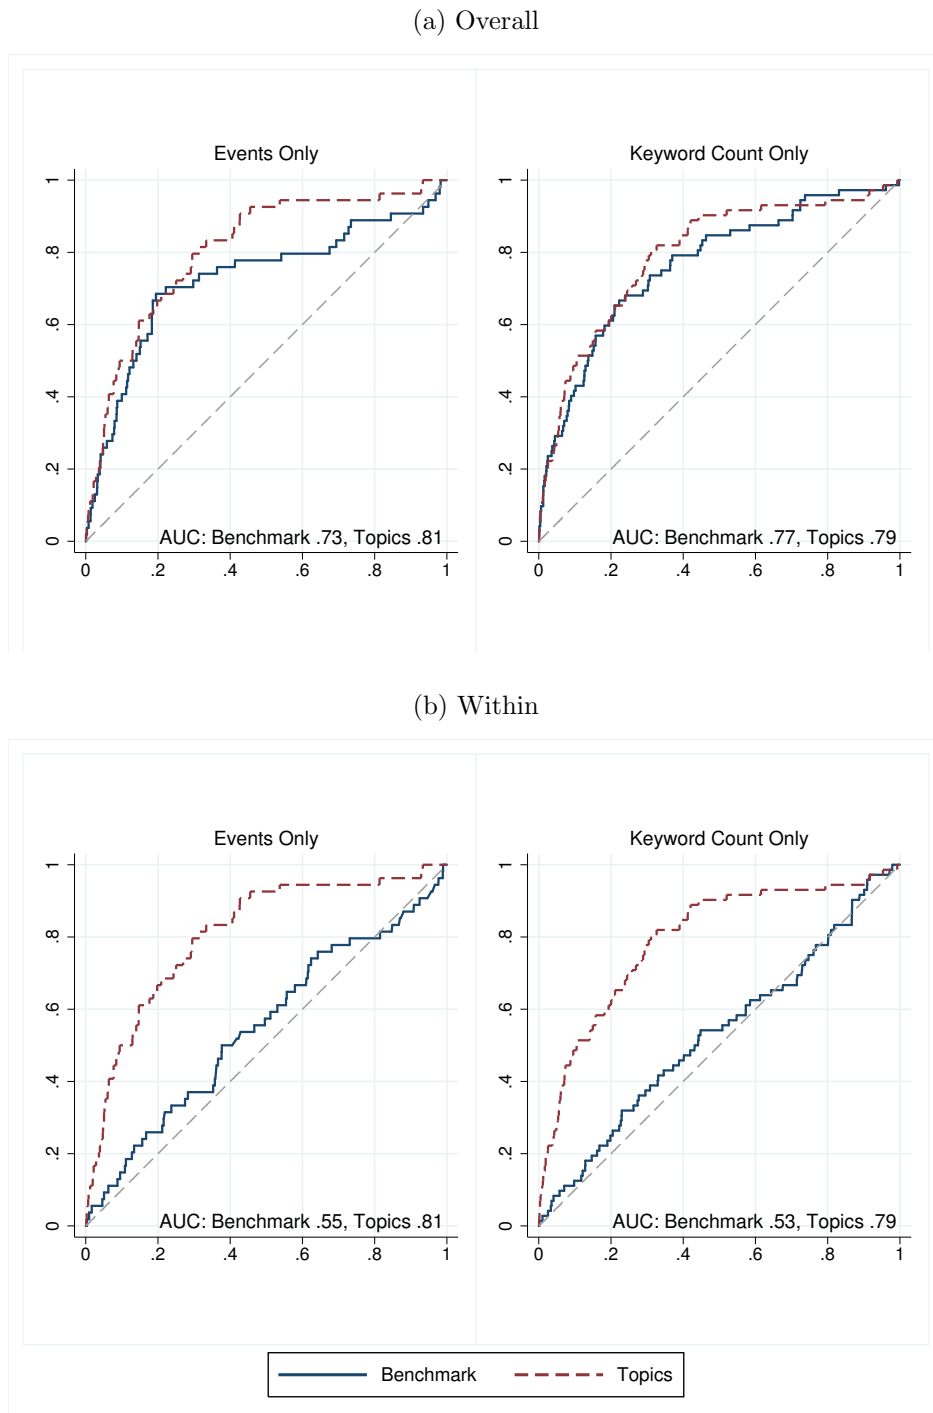 (a) Overall
Events Only
1
.8
.6
.4
.2
0
AUC: Benchmark .73, Topics .81
0 .2 .4 .6 .8 1
Keyword Count Only
1
.8
.6
.4
.2
0
AUC: Benchmark .77, Topics .79
0 .2 .4 .6 .8 1
(b) Within
Events Only
1
.8
.6
.4
.2
0
AUC: Benchmark .55, Topics .81
0 .2 .4 .6 .8 1
Keyword Count Only
1
.8
.6
.4
.2
0
AUC: Benchmark .53, Topics .79
0 .2 .4 .6 .8 1
Benchmark Topics